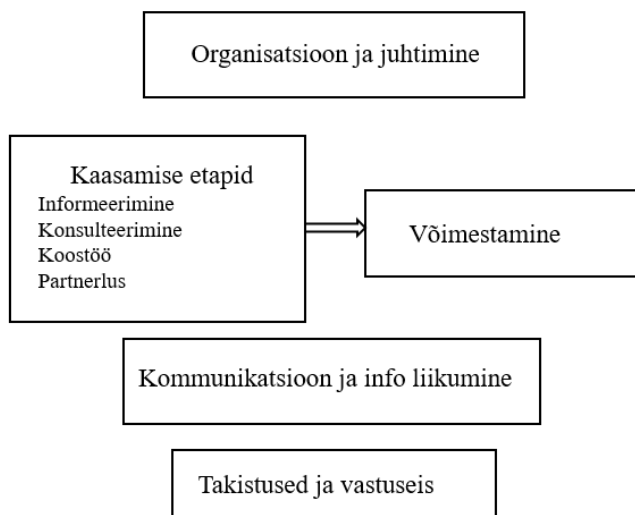 Organisatsioon ja juhtimine
Kaasamise etapid
Informeerimine
Konsulteerimine
Koostöö
Partnerlus
Võimestamine
Kommunikatsioon ja info liikumine
Takistused ja vastuseis